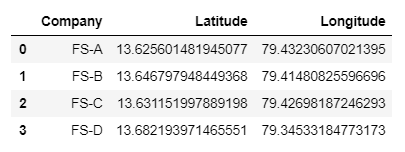 Company Latitude Longitude
0 FS-A 13.625601481945077 79.43230607021395
1 FS-B 13.646797948449368 79.41480825596696
2 FS-C 13.631151997889198 79.42698187246293
3 FS-D 13.682193971465551 79.34533184773173